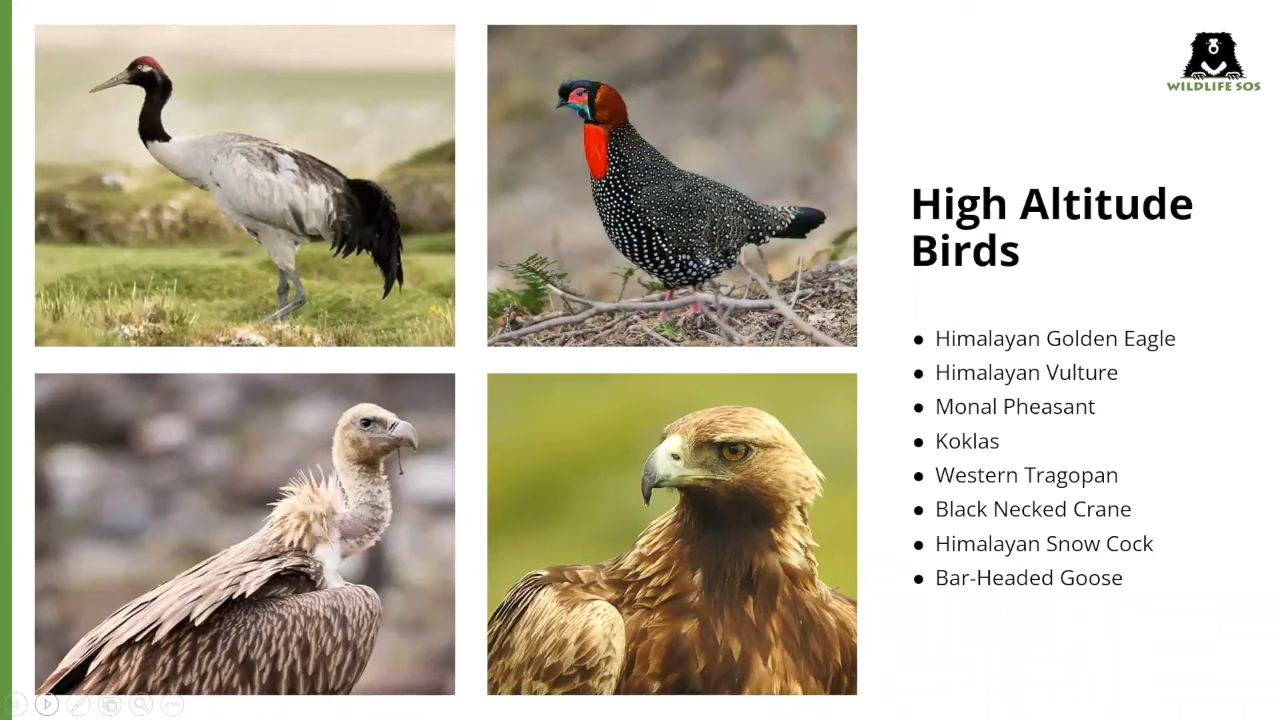 WILDLIFE SOS
High Altitude
Birds
Himalayan Golden Eagle
Himalayan Vulture
Monal Pheasant
Koklas
Western Tragopan
Black Necked Crane
Himalayan Snow Cock
Bar-Headed Goose